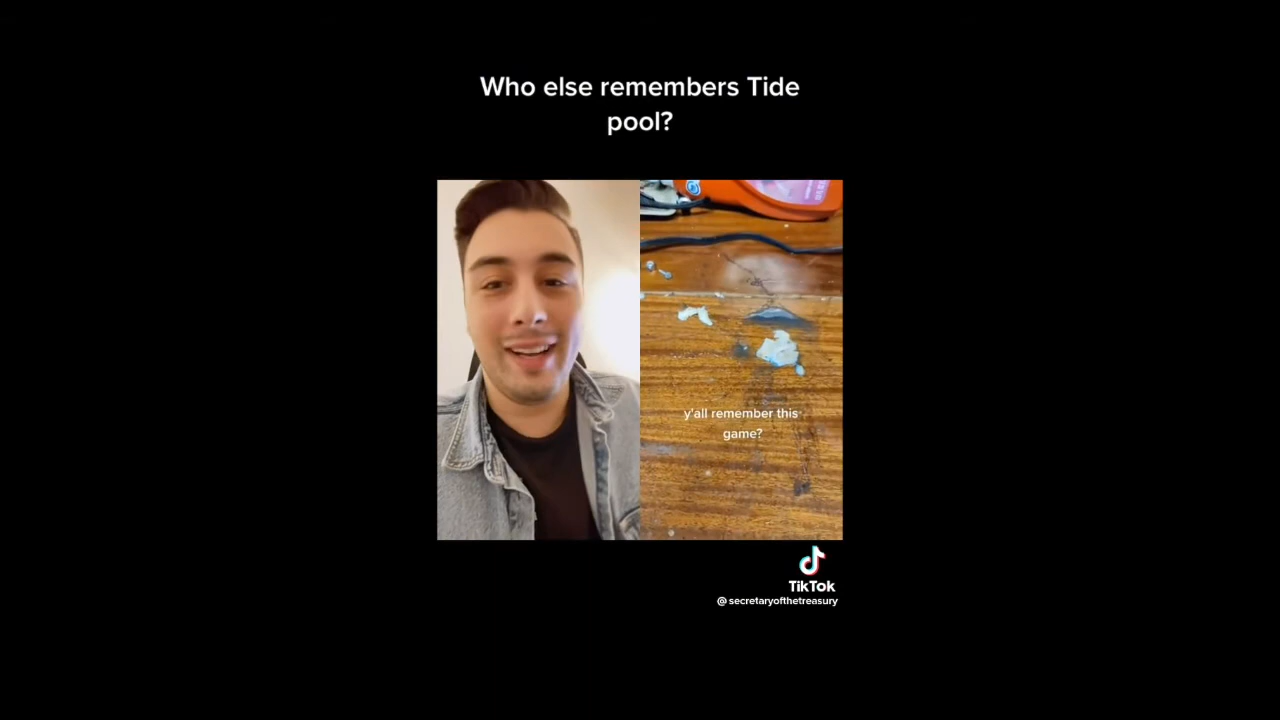 Who else remembers Tide
pool?
y'all remember this
game?
TikTok
@ secretaryofthetreasury